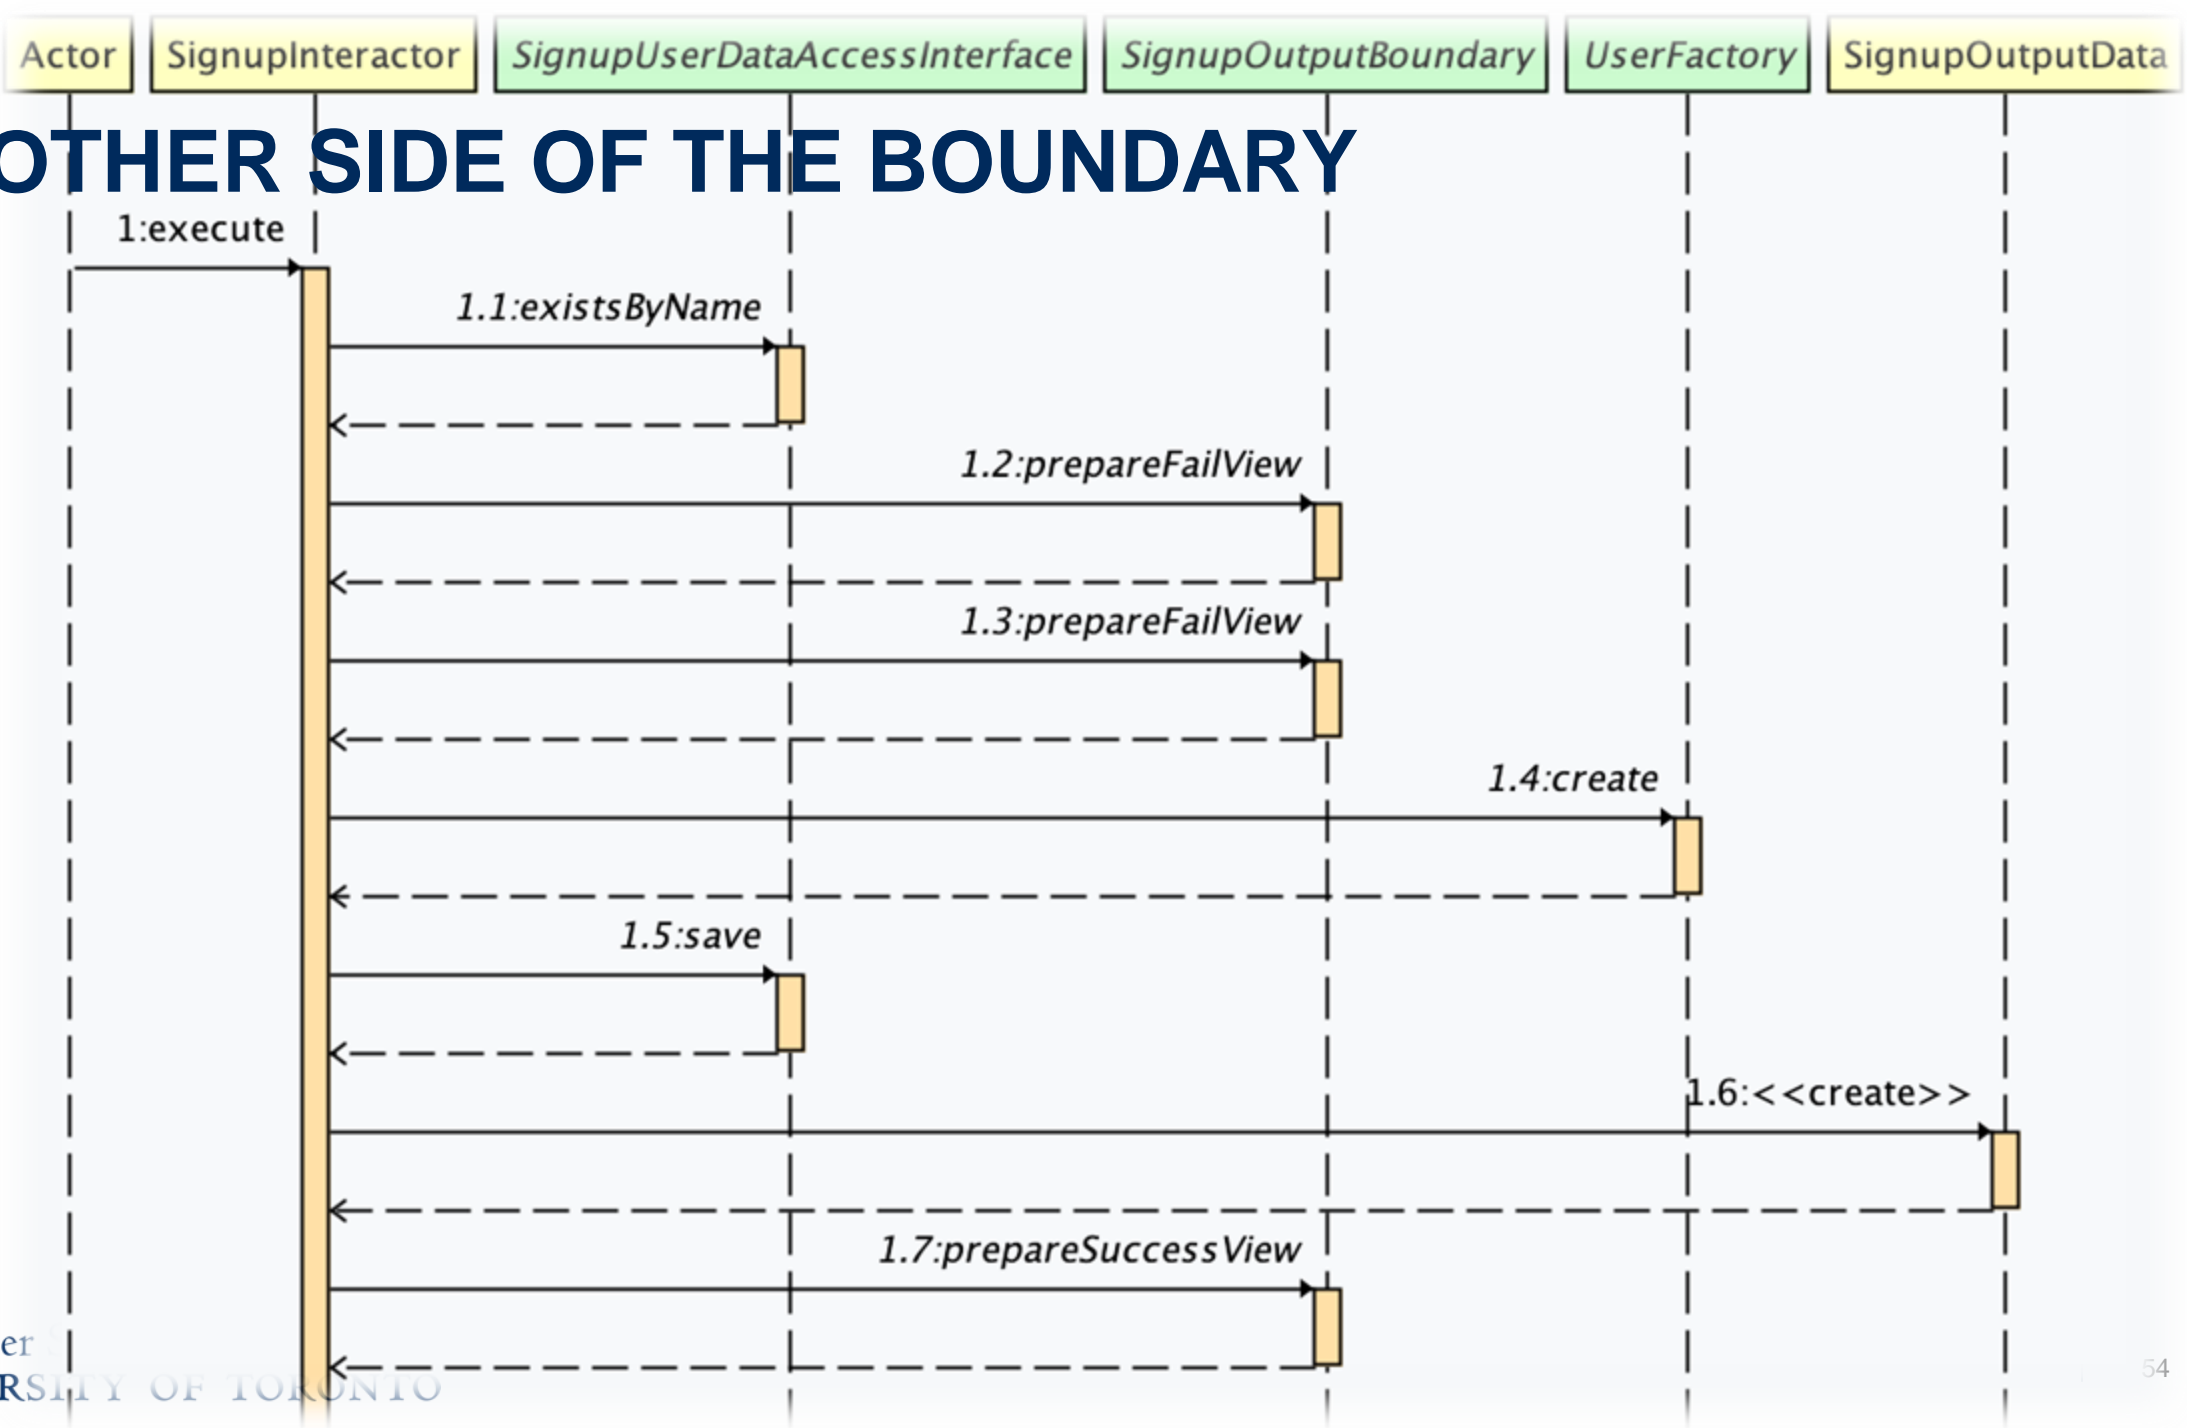 Actor SignupInteractor SignupUserDataAccessInterface SignupOutputBoundary UserFactory SignupOutputData
OTHER SIDE OF THE BOUNDARY
1:execute
1.1:existsByName
1.2:prepareFailView
1.3:prepareFailView
1.4:create
1.5:save
1.6:<<create>>
1.7:prepareSuccessView
er
RSITY OF TORONTO
54